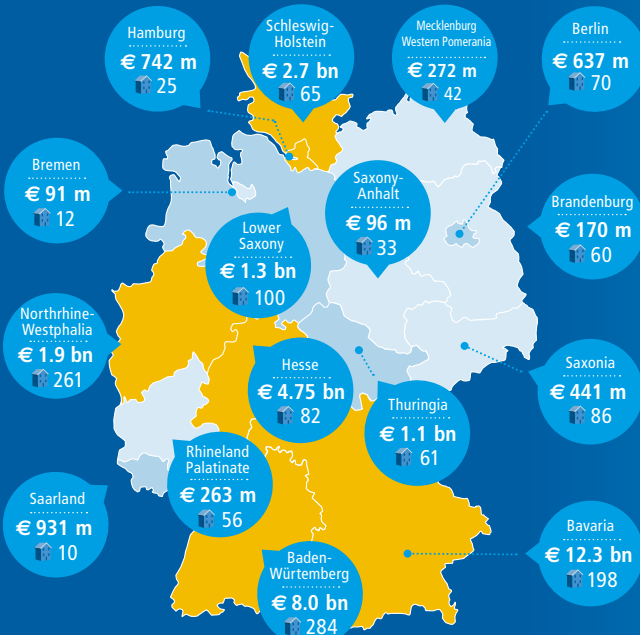 Hamburg
€ 742 m
25
Schleswig-
Holstein
€ 2.7 bn
65
Mecklenburg
Western Pomerania
€ 272 m
42
Berlin
€ 637 m
70
Bremen
€ 91 m
12
Saxony-
Anhalt
€ 96 m
33
Brandenburg
€ 170 m
60
Lower
Saxony
€ 1.3 bn
100
Northrhine-
Westphalia
€ 1.9 bn
261
Hesse
€ 4.75 bn
82
Thuringia
€ 1.1 bn
61
Saxonia
€ 441 m
86
Rhineland
Palatinate
€ 263 m
56
Saarland
€ 931 m
10
Baden-
Würtemberg
€ 8.0 bn
284
Bavaria
€ 12.3 bn
198